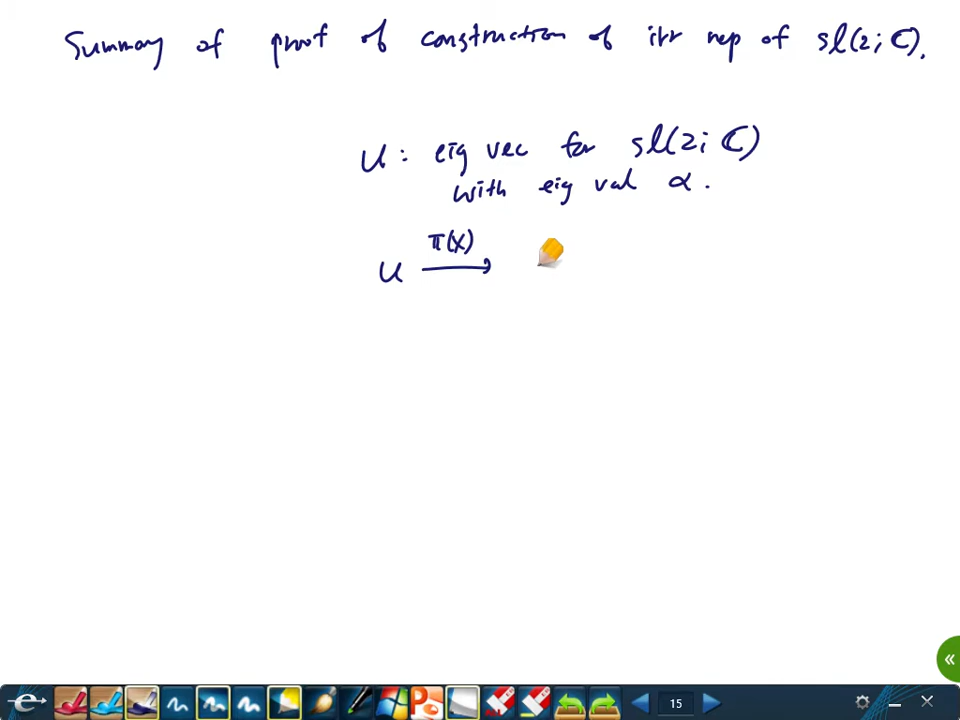 Summary of proof of construction of irr rep of sl(2; ℂ).
u: eig vec for sl(2; ℂ)
with eig val α.
π(X)
u →
15